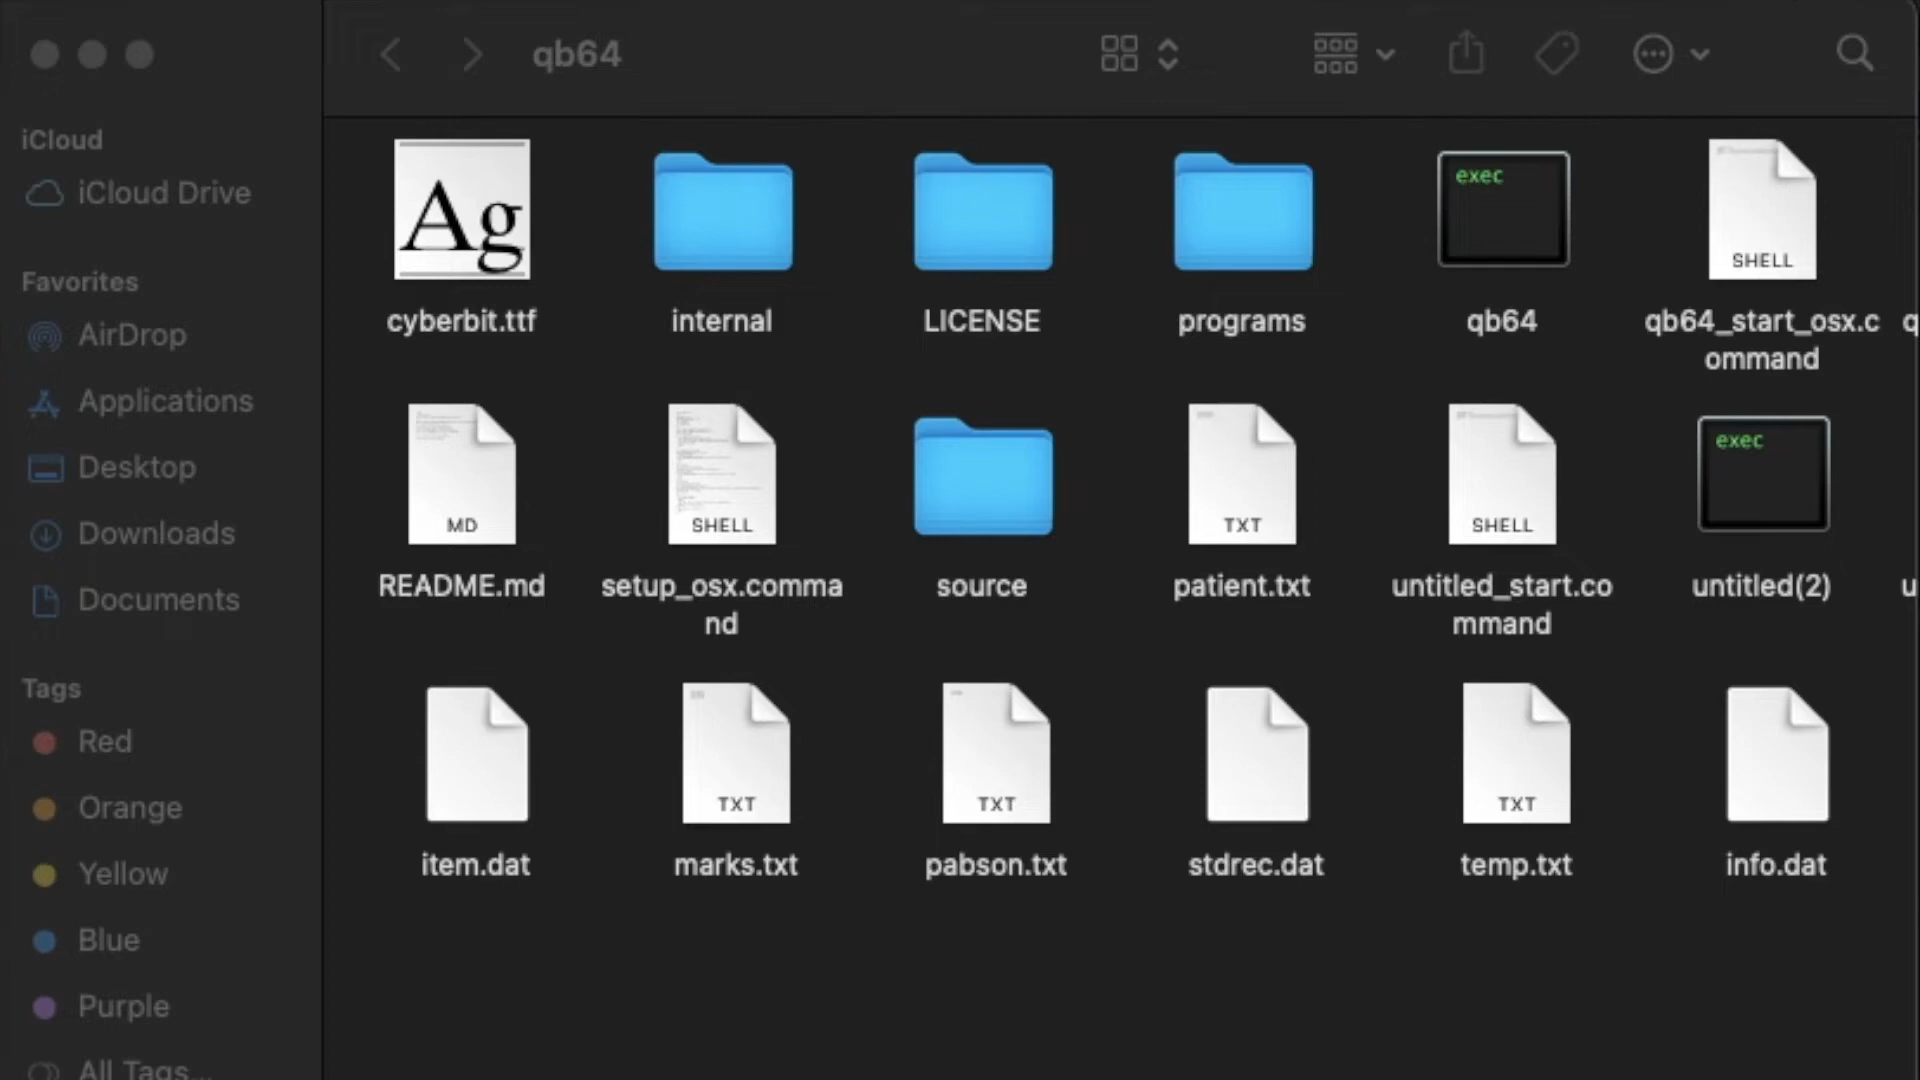 qb64
iCloud
iCloud Drive
Favorites
AirDrop
Applications
Desktop
Downloads
Documents
Tags
Red
Orange
Yellow
Blue
Purple
All Tags...
Ag
exec
SHELL
cyberbit.ttf
internal
LICENSE
programs
qb64
qb64_start_osx.c
ommand
q
MD
SHELL
TXT
SHELL
exec
README.md
setup_osx.comma
nd
source
patient.txt
untitled_start.co
mmand
untitled(2)
u
TXT
TXT
TXT
item.dat
marks.txt
pabson.txt
stdrec.dat
temp.txt
info.dat